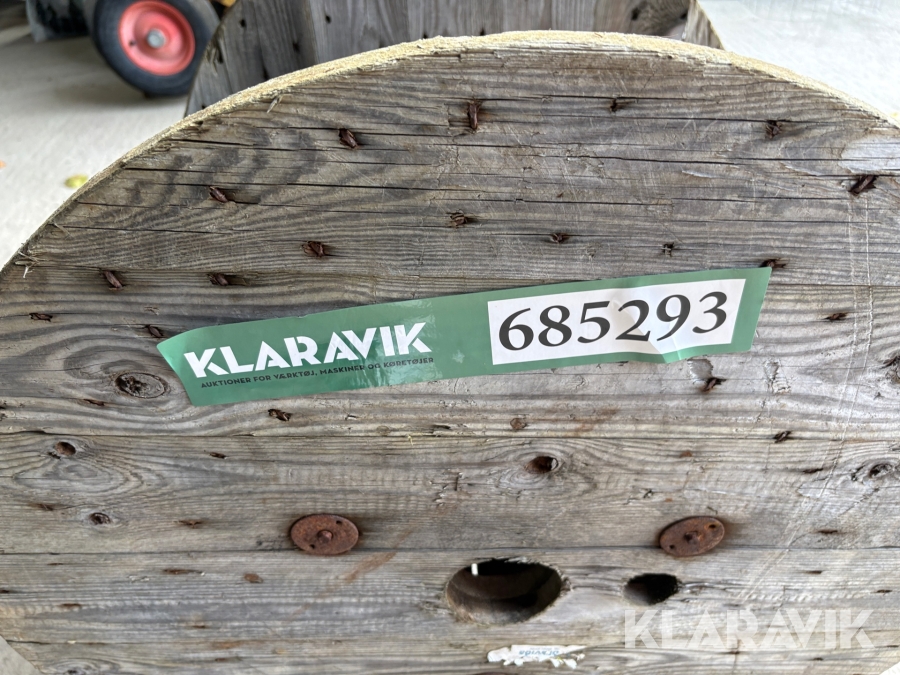 KLARAVIK
AUKTIONER FOR VÆRKTØJ, MASKINER OG KØRETØJER
685293
KLARAVIK